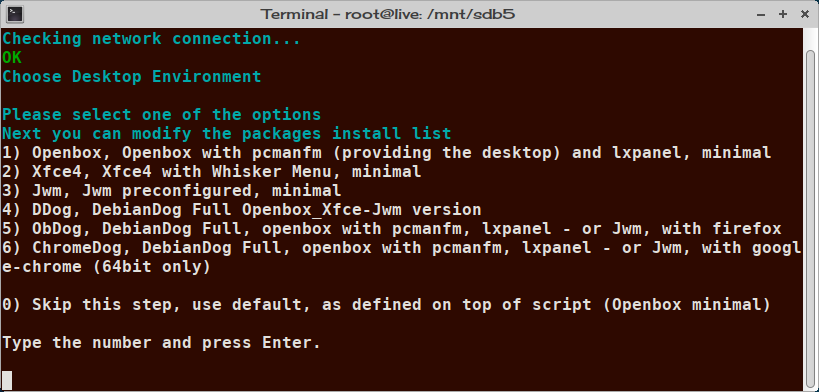 Terminal - root@live: /mnt/sdb5
Checking network connection...
OK
Choose Desktop Environment
Please select one of the options
Next you can modify the packages install list
1) Openbox, Openbox with pcmanfm (providing the desktop) and lxpanel, minimal
2) Xfce4, Xfce4 with Whisker Menu, minimal
3) Jwm, Jwm preconfigured, minimal
4) DDog, DebianDog Full Openbox_Xfce-Jwm version
5) ObDog, DebianDog Full, openbox with pcmanfm, lxpanel - or Jwm, with firefox
6) ChromeDog, DebianDog Full, openbox with pcmanfm, lxpanel - or Jwm, with googl
e-chrome (64bit only)
0) Skip this step, use default, as defined on top of script (Openbox minimal)
Type the number and press Enter.